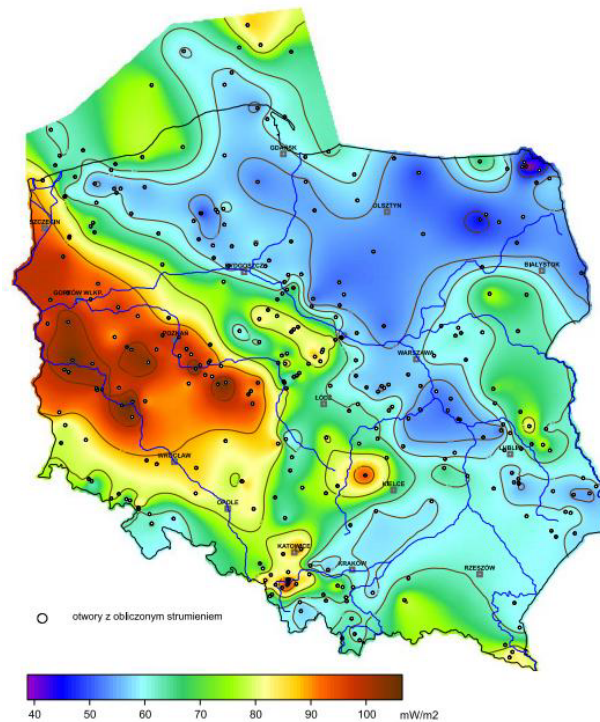 GDAŃSK
OLSZTYN
SZCZECIN
BYDGOSZCZ
BIAŁYSTOK
GORZÓW WLKP.
POZNAŃ
WARSZAWA
ŁÓDŹ
LUBLIN
WROCŁAW
KIELCE
OPOLE
KATOWICE
KRAKÓW
RZESZÓW
otwory z obliczonym strumieniem
40 50 60 70 80 90 100 mW/m2